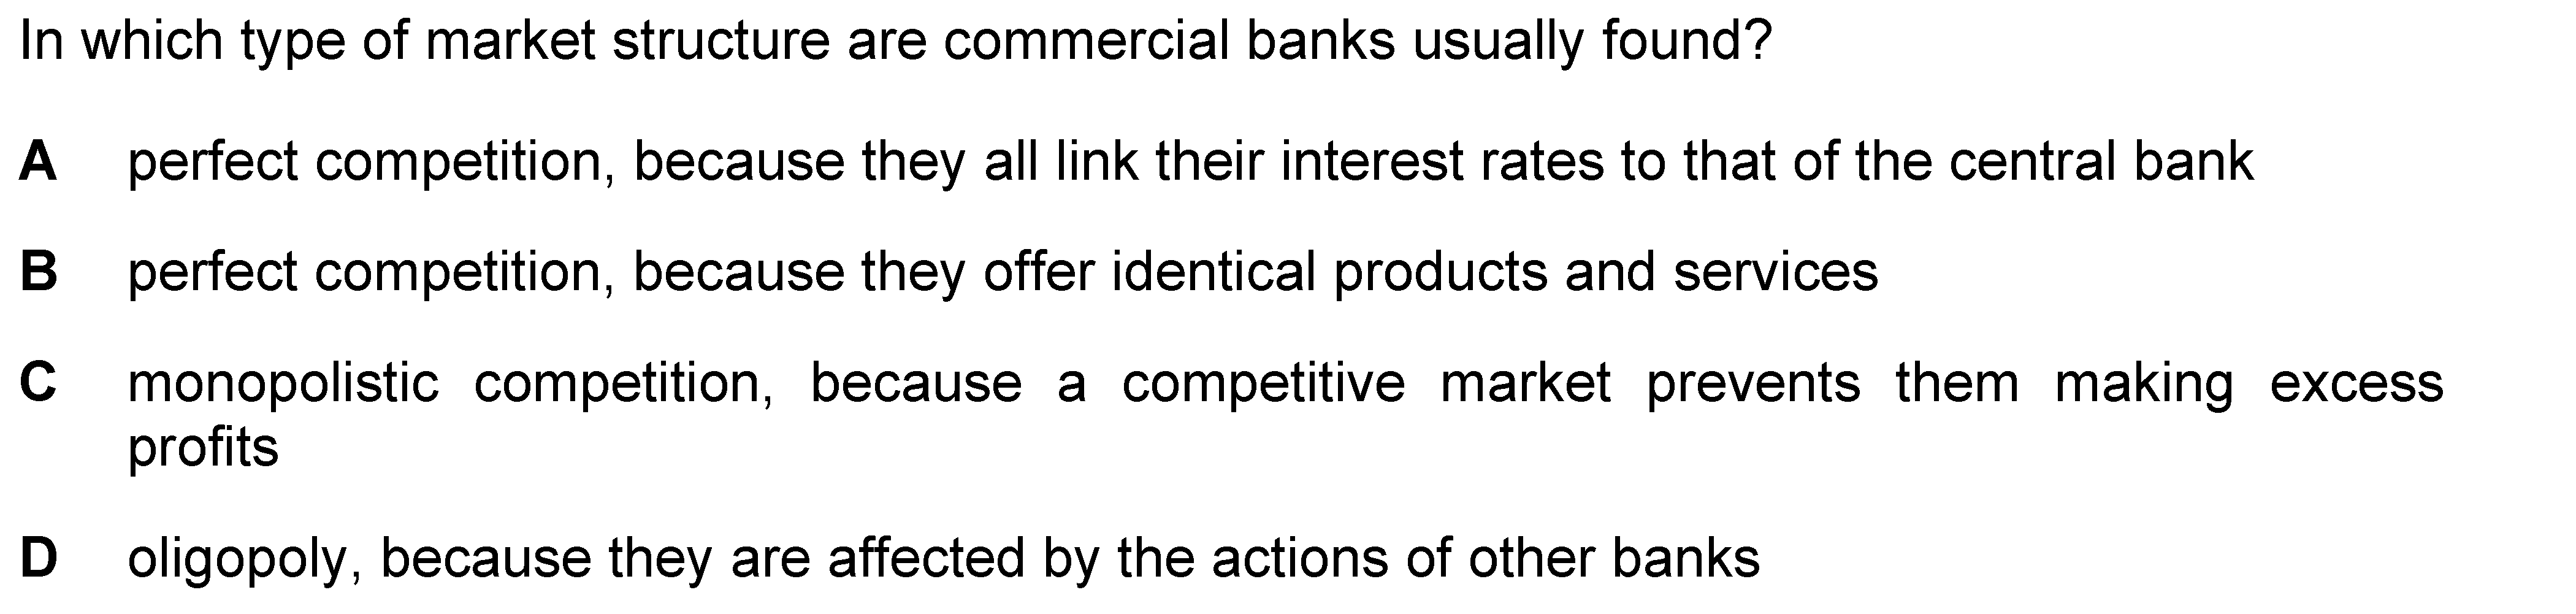 In which type of market structure are commercial banks usually found?
A perfect competition, because they all link their interest rates to that of the central bank
B perfect competition, because they offer identical products and services
C monopolistic competition, because a competitive market prevents them making excess
profits
D oligopoly, because they are affected by the actions of other banks